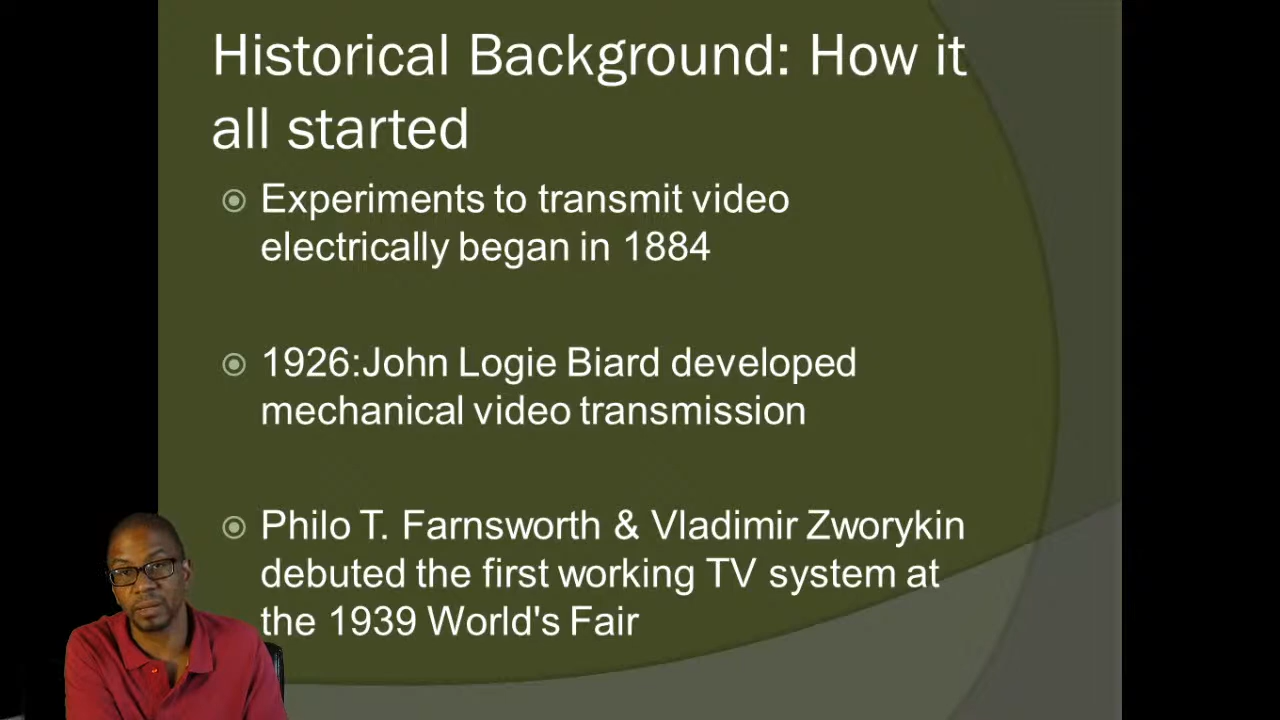 Historical Background: How it
all started
Experiments to transmit video
electrically began in 1884
1926:John Logie Biard developed
mechanical video transmission
Philo T. Farnsworth & Vladimir Zworykin
debuted the first working TV system at
the 1939 World's Fair